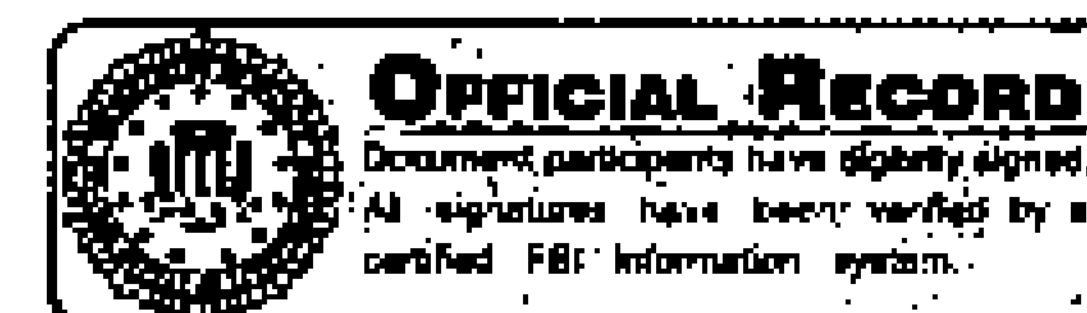 OFFICIAL RECORD
Document participants have digitally signed.
All signatures have been verified by a
certified FBI information system.